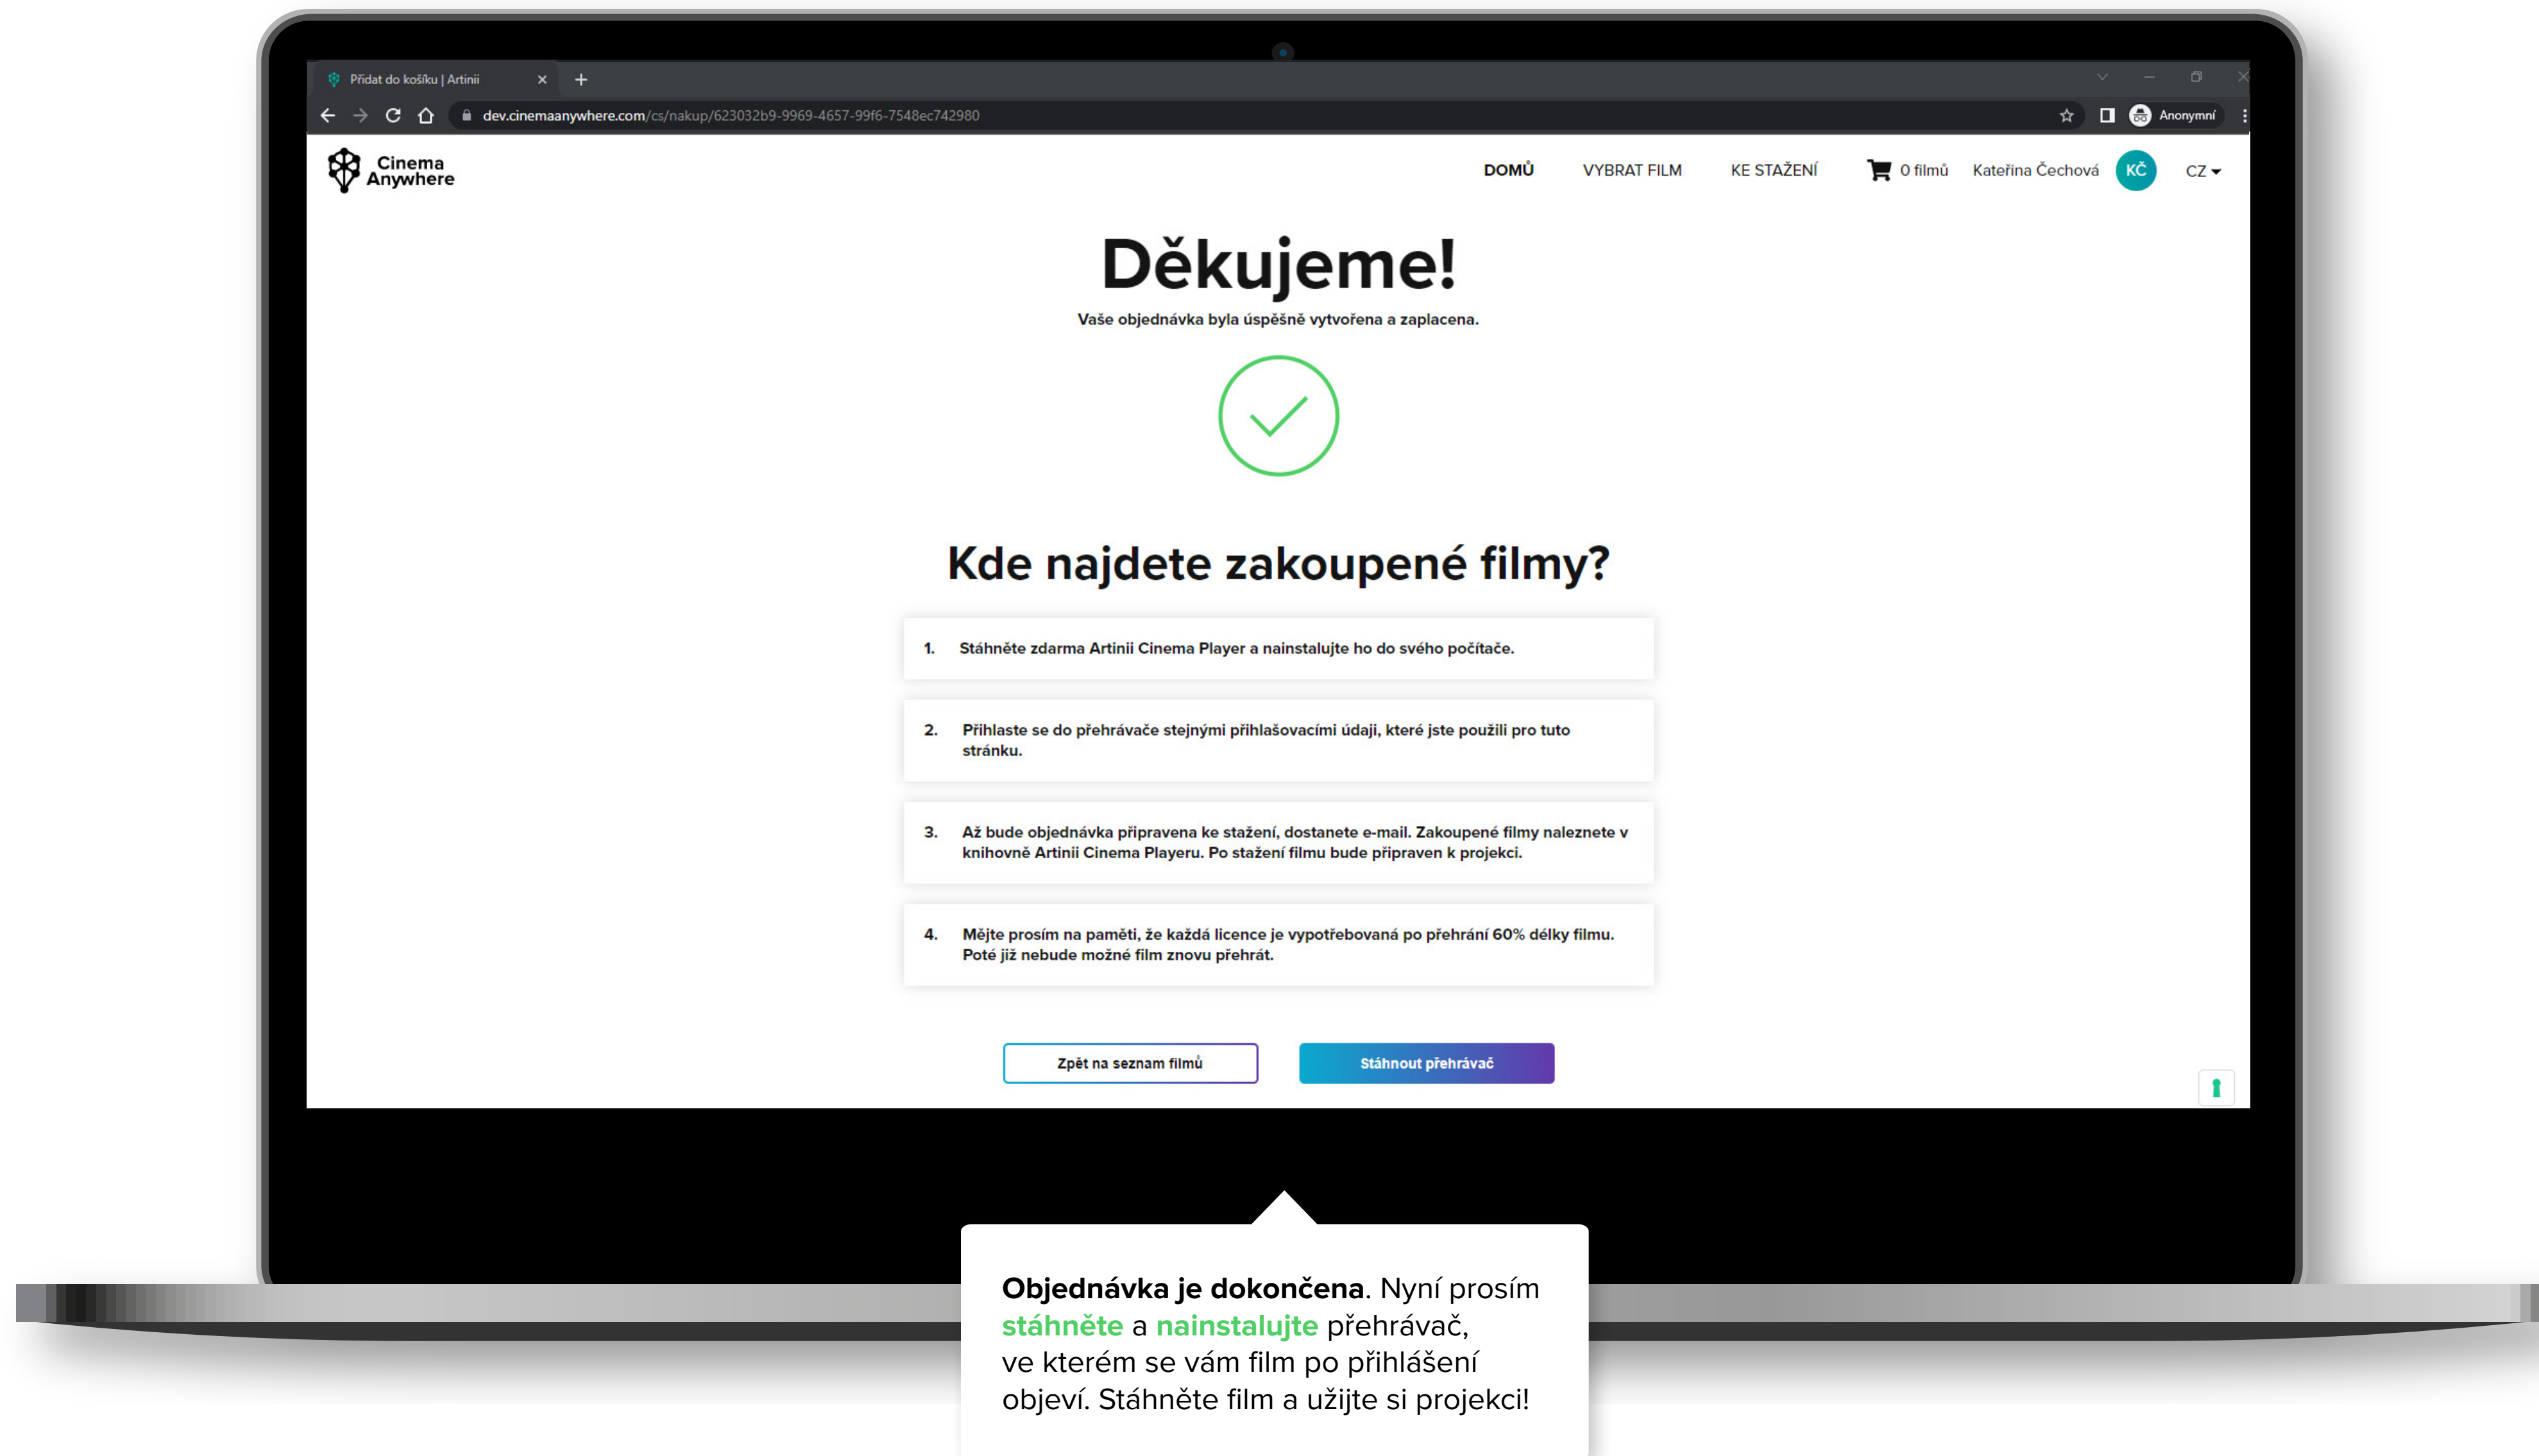 Přidat do košíku | Artinii
dev.cinemaanywhere.com/cs/nakup/623032b9-9969-4657-99f6-7548ec742980
Anonymní
Cinema
Anywhere
DOMŮ VYBRAT FILM KE STAŽENÍ 0 filmů Kateřina Čechová KČ CZ
Děkujeme!
Vaše objednávka byla úspěšně vytvořena a zaplacena.
Kde najdete zakoupené filmy?
1. Stáhněte zdarma Artinii Cinema Player a nainstalujte ho do svého počítače.
2. Přihlaste se do přehrávače stejnými přihlašovacími údaji, které jste použili pro tuto
stránku.
3. Až bude objednávka připravena ke stažení, dostanete e-mail. Zakoupené filmy naleznete v
knihovně Artinii Cinema Playeru. Po stažení filmu bude připraven k projekci.
4. Mějte prosím na paměti, že každá licence je vypotřebovaná po přehrání 60% délky filmu.
Poté již nebude možné film znovu přehrát.
Zpět na seznam filmů Stáhnout přehrávač
Objednávka je dokončena. Nyní prosím
stáhněte a nainstalujte přehrávač,
ve kterém se vám film po přihlášení
objeví. Stáhněte film a užijte si projekci!